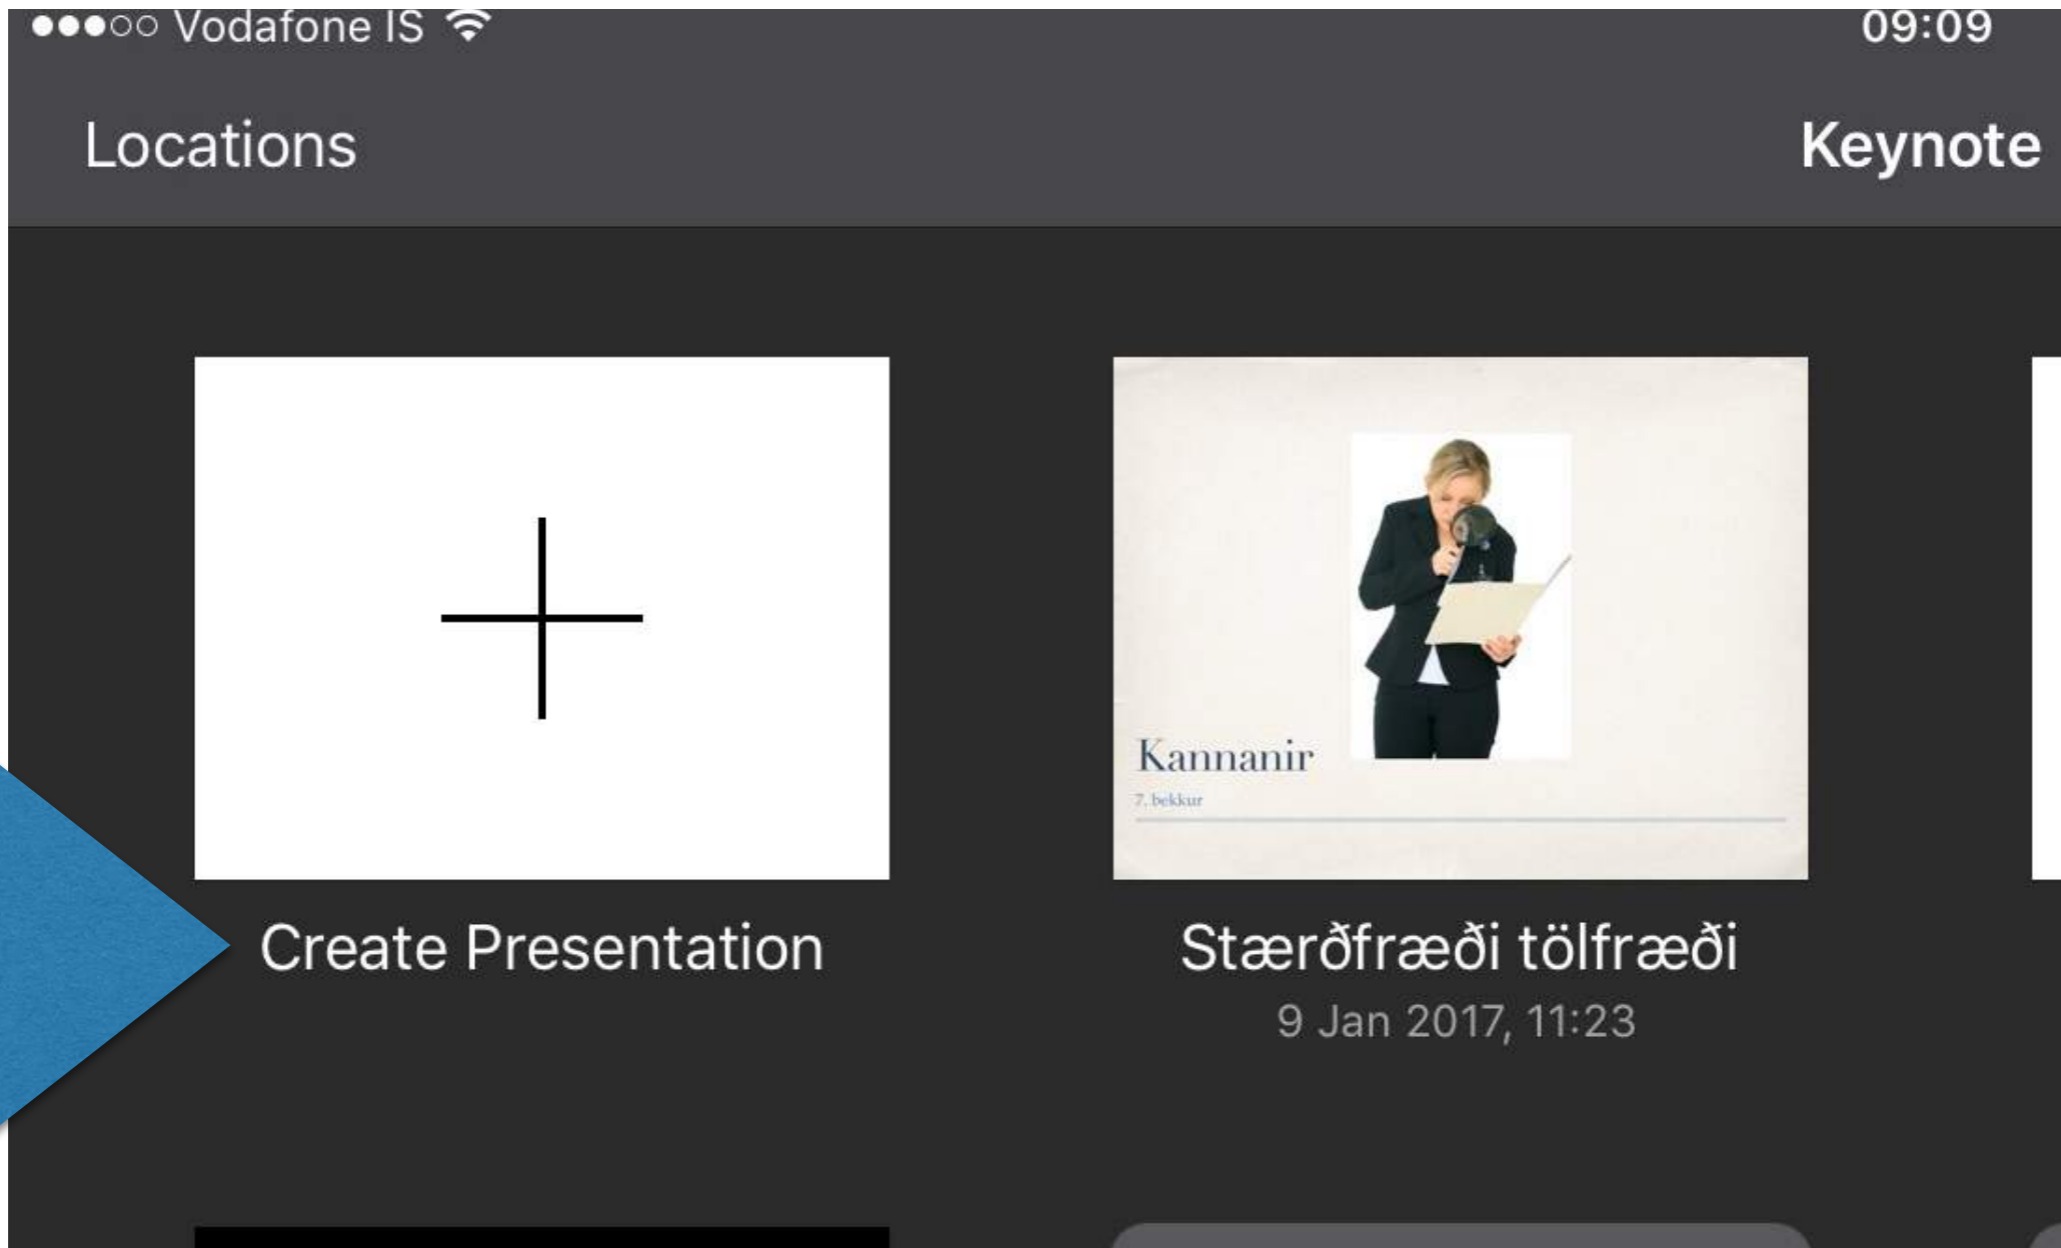 Vodafone IS
09:09
Locations
Keynote
Kannanir
7. bekkur
Create Presentation
Stærðfræði tölfræði
9 Jan 2017, 11:23